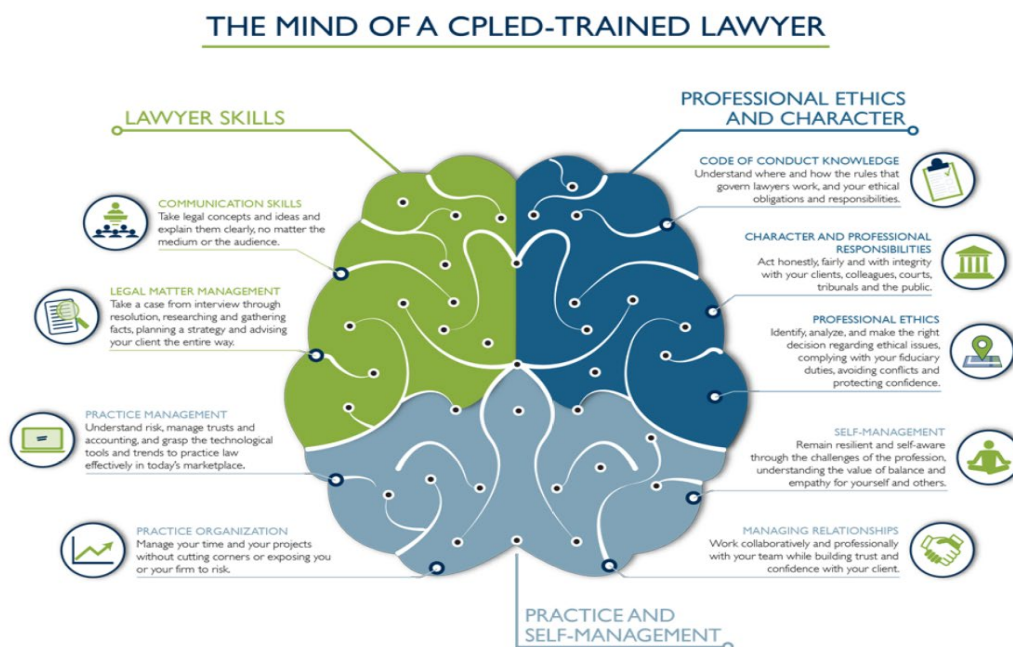 THE MIND OF A CPLED-TRAINED LAWYER
LAWYER SKILLS
COMMUNICATION SKILLS
Take legal concepts and ideas and
explain them clearly, no matter the
medium or the audience.
LEGAL MATTER MANAGEMENT
Take a case from interview through
resolution, researching and gathering
facts, planning a strategy and advising
your client the entire way.
PRACTICE MANAGEMENT
Understand risk, manage trusts and
accounting, and grasp the technological
tools and trends to practice law
effectively in today's marketplace.
PRACTICE ORGANIZATION
Manage your time and your projects
without cutting corners or exposing you
or your firm to risk.
PROFESSIONAL ETHICS
AND CHARACTER
CODE OF CONDUCT KNOWLEDGE
Understand where and how the rules that
govern lawyers work, and your ethical
obligations and responsibilities.
CHARACTER AND PROFESSIONAL
RESPONSIBILITIES
Act honestly, fairly and with integrity
with your clients, colleagues, courts,
tribunals and the public.
PROFESSIONAL ETHICS
Identify, analyze, and make the right
decision regarding ethical issues,
complying with your fiduciary
duties, avoiding conflicts and
protecting confidence.
SELF-MANAGEMENT
Remain resilient and self-aware
through the challenges of the profession,
understanding the value of balance and
empathy for yourself and others.
MANAGING RELATIONSHIPS
Work collaboratively and professionally
with your team while building trust and
confidence with your client.
PRACTICE AND
SELF-MANAGEMENT